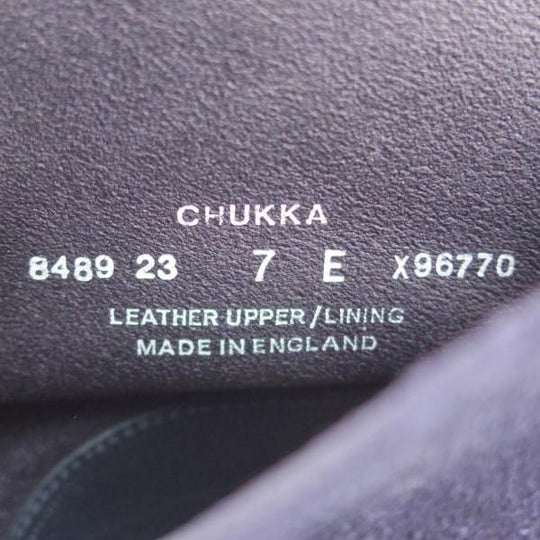 CHUKKA
8489 23 7 E X96770
LEATHER UPPER/LINING
MADE IN ENGLAND